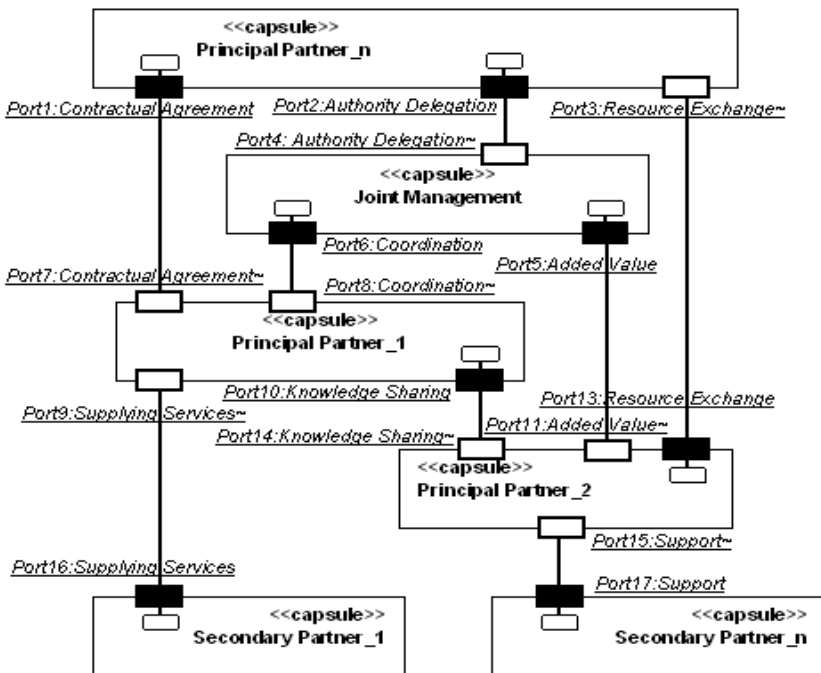 <<capsule>>
Principal Partner_n
Port1:Contractual Agreement
Port2:Authority Delegation
Port3:Resource Exchange~
Port4: Authority Delegation~
<<capsule>>
Joint Management
Port6:Coordination
Port5:Added Value
Port7:Contractual Agreement~
Port8:Coordination~
<<capsule>>
Principal Partner_1
Port10:Knowledge Sharing
Port13:Resource Exchange
Port9:Supplying Services~
Port11:Added Value~
Port14:Knowledge Sharing~
<<capsule>>
Principal Partner_2
Port15:Support~
Port16:Supplying Services
Port17:Support
<<capsule>>
Secondary Partner_1
<<capsule>>
Secondary Partner_n